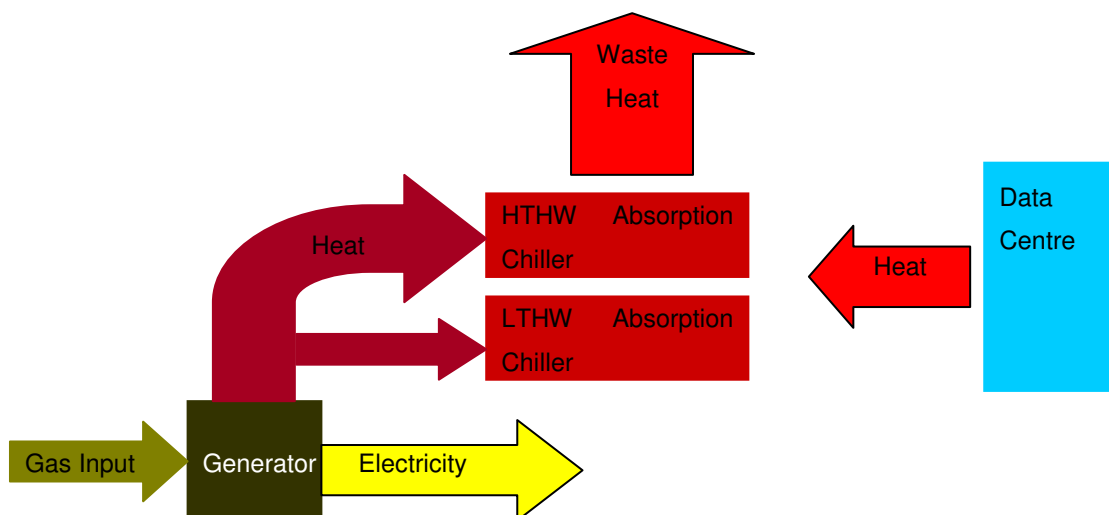 Waste
Heat
HTHW Absorption
Chiller
Heat
LTHW Absorption
Chiller
Data
Centre
Heat
Gas Input
Generator
Electricity